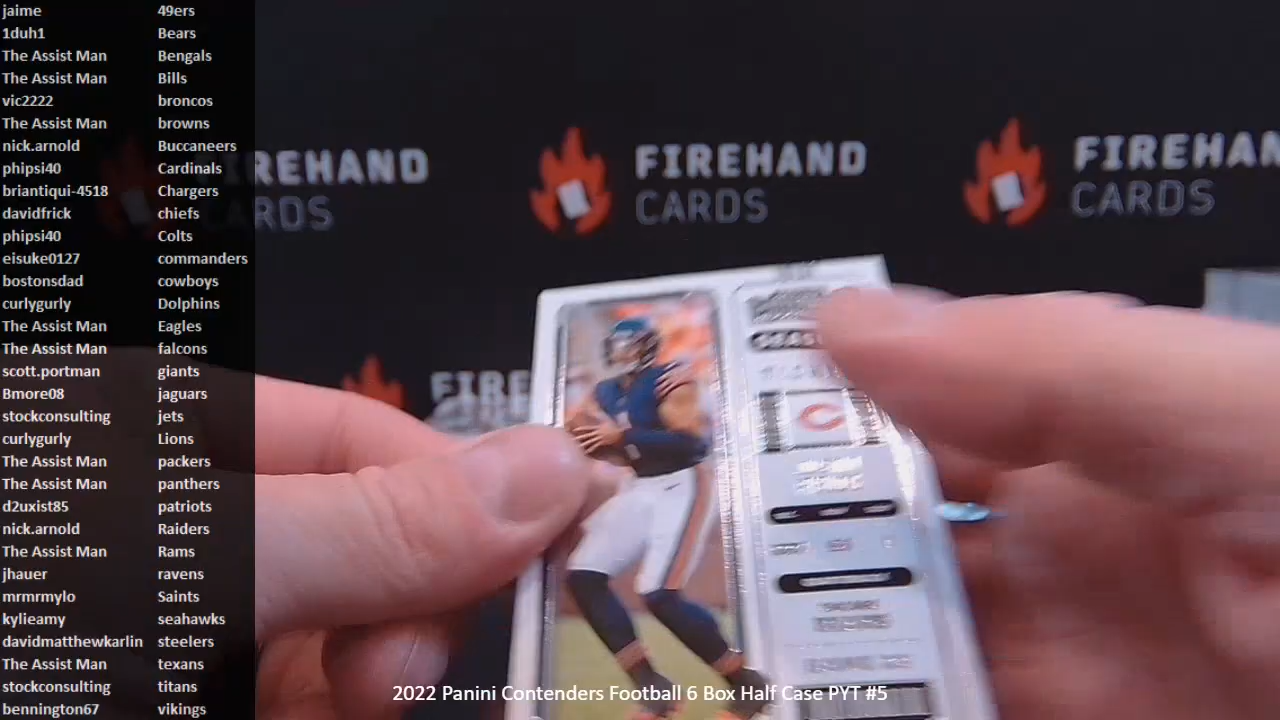 jaime 49ers
1duh1 Bears
The Assist Man Bengals
The Assist Man Bills
vic2222 broncos
The Assist Man browns
nick.arnold Buccaneers
phipsi40 Cardinals
briantiqui-4518 Chargers
davidfrick chiefs
phipsi40 Colts
eisuke0127 commanders
bostonsdad cowboys
curlygurly Dolphins
The Assist Man Eagles
The Assist Man falcons
scott.portman giants
Bmore08 jaguars
stockconsulting jets
curlygurly Lions
The Assist Man packers
The Assist Man panthers
d2uxist85 patriots
nick.arnold Raiders
The Assist Man Rams
jhauer ravens
mrmrmylo Saints
kylieamy seahawks
davidmatthewkarlin steelers
The Assist Man texans
stockconsulting titans
bennington67 vikings
FIREHAND
CARDS
FIREHAND
CARDS
FIREHAN
CARDS
FIRE
2022 Panini Contenders Football 6 Box Half Case PYT #5